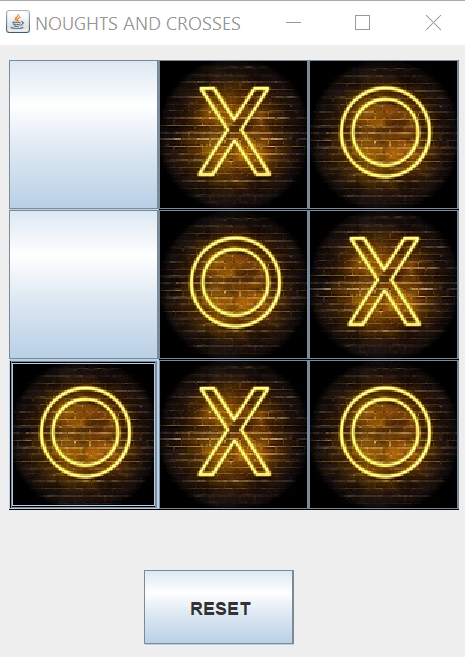 NOUGHTS AND CROSSES
X O
O X
O X O
RESET